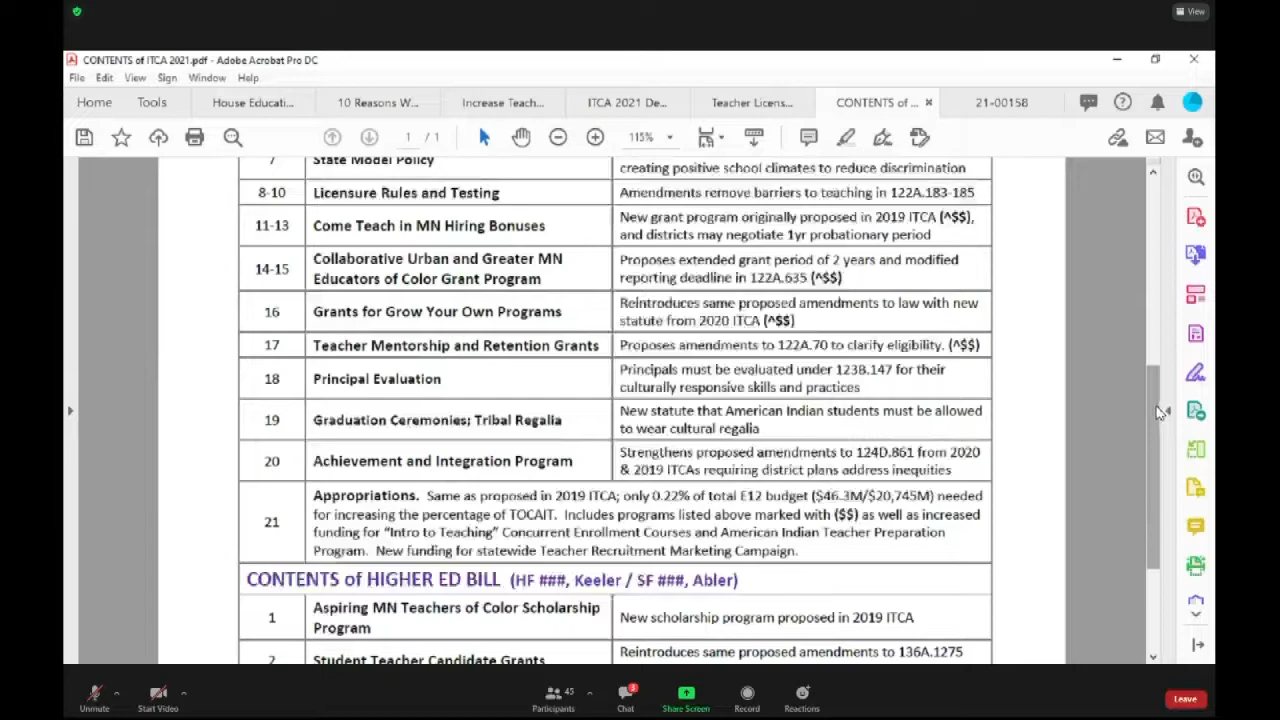 View
CONTENTS of ITCA 2021.pdf - Adobe Acrobat Pro DC
File Edit View Sign Window Help
Home Tools House Educati... 10 Reasons W... Increase Teach... ITCA 2021 De... Teacher Licens... CONTENTS of ... × 21-00158
1 / 1 115%
7 State Model Policy creating positive school climates to reduce discrimination
8-10 Licensure Rules and Testing Amendments remove barriers to teaching in 122A.183-185
11-13 Come Teach in MN Hiring Bonuses New grant program originally proposed in 2019 ITCA (^$$),
and districts may negotiate 1yr probationary period
14-15 Collaborative Urban and Greater MN Proposes extended grant period of 2 years and modified
Educators of Color Grant Program reporting deadline in 122A.635 (^$$)
16 Grants for Grow Your Own Programs Reintroduces same proposed amendments to law with new
statute from 2020 ITCA (^$$)
17 Teacher Mentorship and Retention Grants Proposes amendments to 122A.70 to clarify eligibility. (^$$)
18 Principal Evaluation Principals must be evaluated under 123B.147 for their
culturally responsive skills and practices
19 Graduation Ceremonies; Tribal Regalia New statute that American Indian students must be allowed
to wear cultural regalia
20 Achievement and Integration Program Strengthens proposed amendments to 124D.861 from 2020
& 2019 ITCAs requiring district plans address inequities
21 Appropriations. Same as proposed in 2019 ITCA; only 0.22% of total E12 budget ($46.3M/$20,745M) needed
for increasing the percentage of TOCAIT. Includes programs listed above marked with ($$) as well as increased
funding for "Intro to Teaching" Concurrent Enrollment Courses and American Indian Teacher Preparation
Program. New funding for statewide Teacher Recruitment Marketing Campaign.
CONTENTS of HIGHER ED BILL (HF ###, Keeler / SF ###, Abler)
1 Aspiring MN Teachers of Color Scholarship New scholarship program proposed in 2019 ITCA
Program
2 Student Teacher Candidate Grants Reintroduces same proposed amendments to 136A.1275
Unmute Start Video Participants 45 Chat 3 Share Screen Record Reactions Leave